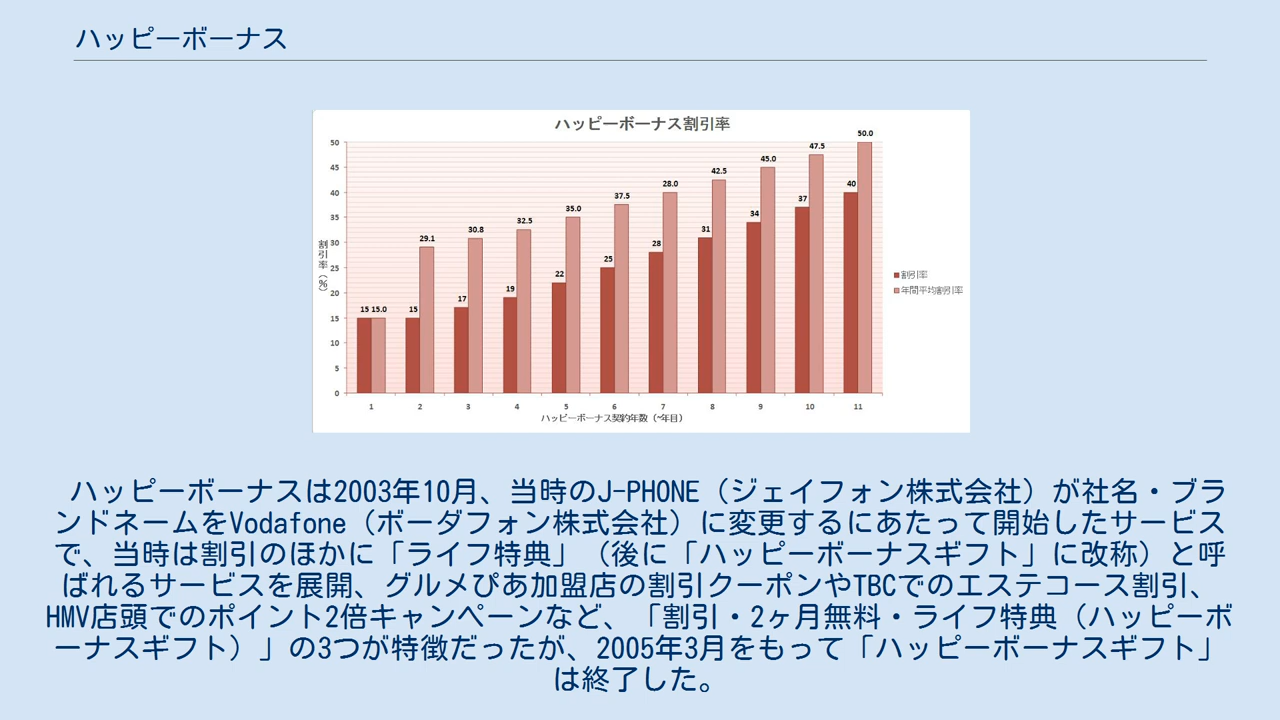 ハッピーボーナス
ハッピーボーナス割引率
50
45
40
35
30
25
20
15
10
5
0
割引率（%）
15 15.0
15 29.1
17 30.8
19 32.5
22 35.0
25 37.5
28 28.0
31 42.5
34 45.0
37 47.5
40 50.0
1 2 3 4 5 6 7 8 9 10 11
ハッピーボーナス契約年数（~年目）
割引率
年間平均割引率
ハッピーボーナスは2003年10月、当時のJ-PHONE（ジェイフォン株式会社）が社名・ブラ
ンドネームをVodafone（ボーダフォン株式会社）に変更するにあたって開始したサービス
で、当時は割引のほかに「ライフ特典」（後に「ハッピーボーナスギフト」に改称）と呼
ばれるサービスを展開、グルメぴあ加盟店の割引クーポンやTBCでのエステコース割引、
HMV店頭でのポイント2倍キャンペーンなど、「割引・2ヶ月無料・ライフ特典（ハッピーボ
ーナスギフト）」の3つが特徴だったが、2005年3月をもって「ハッピーボーナスギフト」
は終了した。